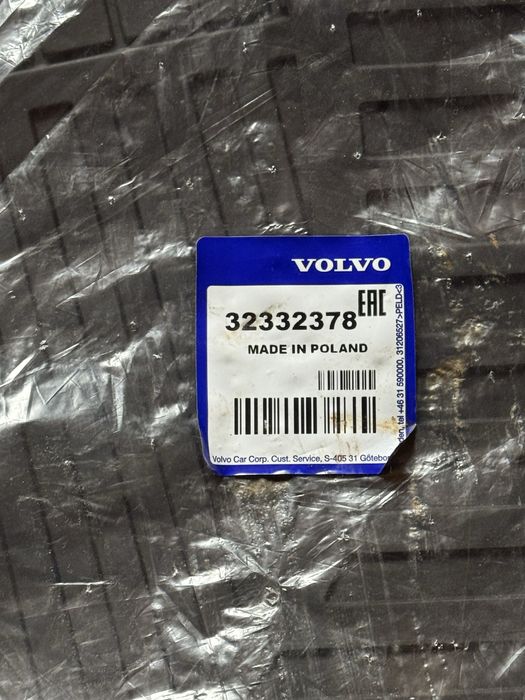 VOLVO
EAC
32332378
MADE IN POLAND
Volvo Car Corp. Cust. Service, S-405 31 Götebor
den, tel +46 31 590000, 31206527>PELD<3